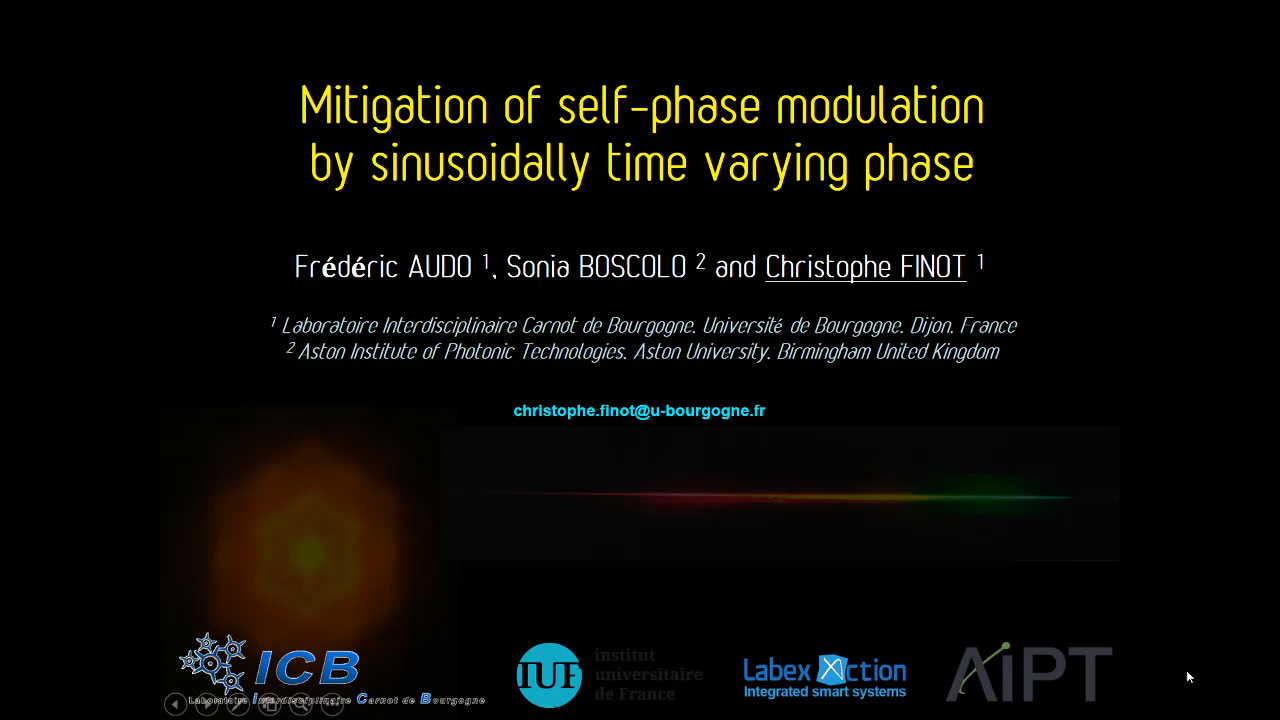 Mitigation of self-phase modulation
by sinusoidally time varying phase
Frédéric AUDO 1, Sonia BOSCOLO 2 and Christophe FINOT 1
1 Laboratoire Interdisciplinaire Carnot de Bourgogne, Université de Bourgogne, Dijon, France
2 Aston Institute of Photonic Technologies, Aston University, Birmingham United Kingdom
christophe.finot@u-bourgogne.fr
ICB
Laboratoire Interdisciplinaire Carnot de Bourgogne
IUF
institut
universitaire
de France
Labex Action
Integrated smart systems
AiPT